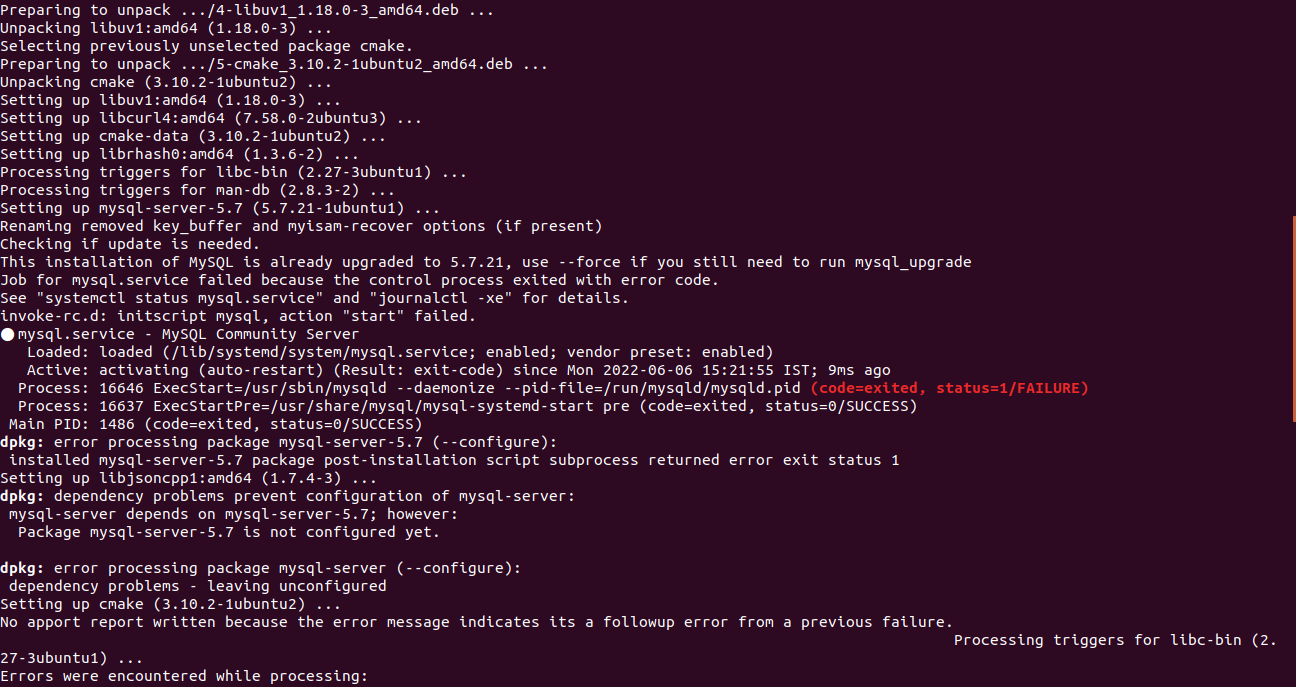 Preparing to unpack .../4-libuv1_1.18.0-3_amd64.deb ...
Unpacking libuv1:amd64 (1.18.0-3) ...
Selecting previously unselected package cmake.
Preparing to unpack .../5-cmake_3.10.2-1ubuntu2_amd64.deb ...
Unpacking cmake (3.10.2-1ubuntu2) ...
Setting up libuv1:amd64 (1.18.0-3) ...
Setting up libcurl4:amd64 (7.58.0-2ubuntu3) ...
Setting up cmake-data (3.10.2-1ubuntu2) ...
Setting up librhash0:amd64 (1.3.6-2) ...
Processing triggers for libc-bin (2.27-3ubuntu1) ...
Processing triggers for man-db (2.8.3-2) ...
Setting up mysql-server-5.7 (5.7.21-1ubuntu1) ...
Renaming removed key_buffer and myisam-recover options (if present)
Checking if update is needed.
This installation of MySQL is already upgraded to 5.7.21, use --force if you still need to run mysql_upgrade
Job for mysql.service failed because the control process exited with error code.
See "systemctl status mysql.service" and "journalctl -xe" for details.
invoke-rc.d: initscript mysql, action "start" failed.
● mysql.service - MySQL Community Server
   Loaded: loaded (/lib/systemd/system/mysql.service; enabled; vendor preset: enabled)
   Active: activating (auto-restart) (Result: exit-code) since Mon 2022-06-06 15:21:55 IST; 9ms ago
  Process: 16646 ExecStart=/usr/sbin/mysqld --daemonize --pid-file=/run/mysqld/mysqld.pid (code=exited, status=1/FAILURE)
  Process: 16637 ExecStartPre=/usr/share/mysql/mysql-systemd-start pre (code=exited, status=0/SUCCESS)
 Main PID: 1486 (code=exited, status=0/SUCCESS)
dpkg: error processing package mysql-server-5.7 (--configure):
 installed mysql-server-5.7 package post-installation script subprocess returned error exit status 1
Setting up libjsoncpp1:amd64 (1.7.4-3) ...
dpkg: dependency problems prevent configuration of mysql-server:
 mysql-server depends on mysql-server-5.7; however:
  Package mysql-server-5.7 is not configured yet.

dpkg: error processing package mysql-server (--configure):
 dependency problems - leaving unconfigured
Setting up cmake (3.10.2-1ubuntu2) ...
No apport report written because the error message indicates its a followup error from a previous failure.
Processing triggers for libc-bin (2.
27-3ubuntu1) ...
Errors were encountered while processing: